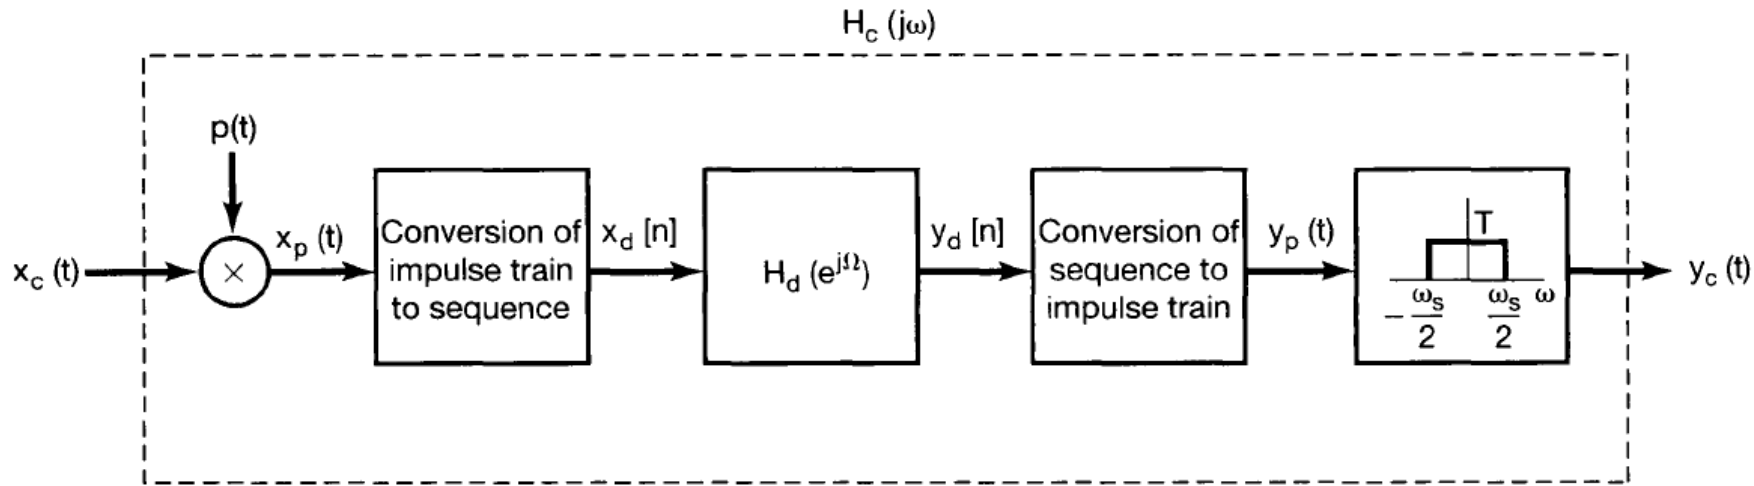 H_c (jω)
p(t)
x_c (t)
×
x_p (t)
Conversion of
impulse train
to sequence
x_d [n]
H_d (e^{jΩ})
y_d [n]
Conversion of
sequence to
impulse train
y_p (t)
T
−ω_s/2
ω_s/2
ω
y_c (t)